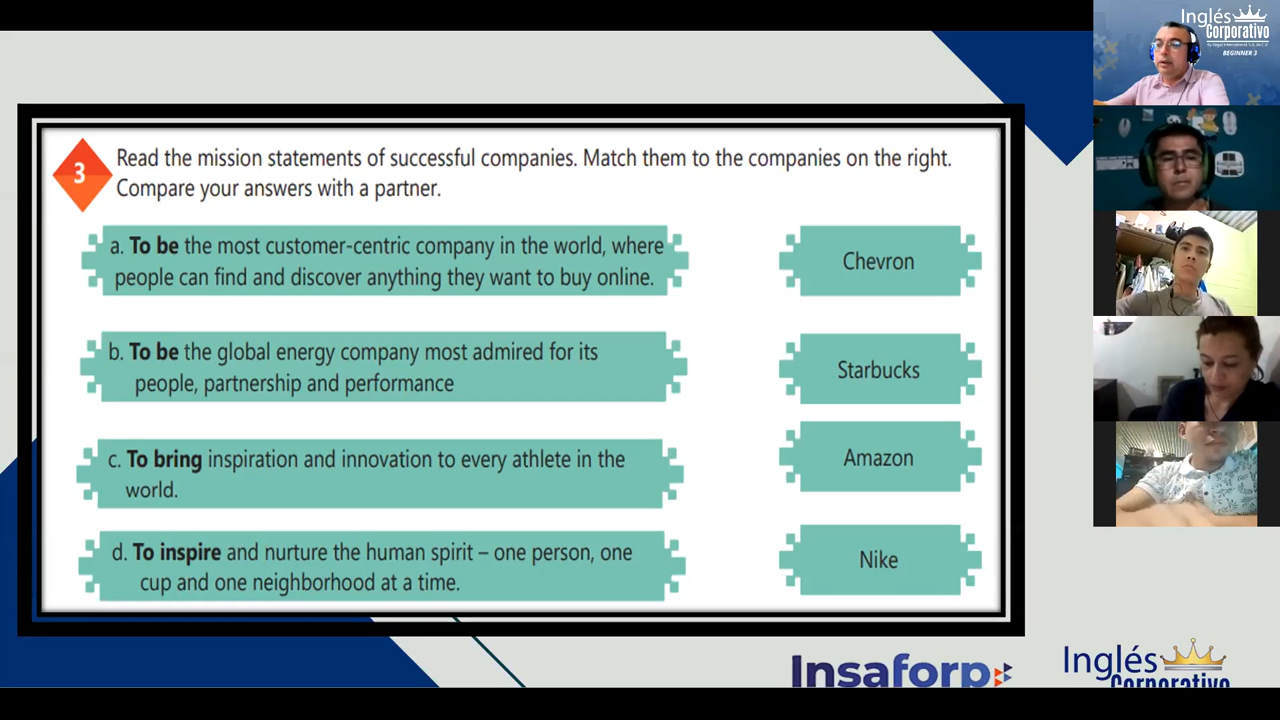 3
Read the mission statements of successful companies. Match them to the companies on the right.
Compare your answers with a partner.
a. To be the most customer-centric company in the world, where
people can find and discover anything they want to buy online.
Chevron
b. To be the global energy company most admired for its
people, partnership and performance
Starbucks
c. To bring inspiration and innovation to every athlete in the
world.
Amazon
d. To inspire and nurture the human spirit – one person, one
cup and one neighborhood at a time.
Nike
Insaforp
Inglés
Corporativo
Inglés
Corporativo
BEGINNER 3